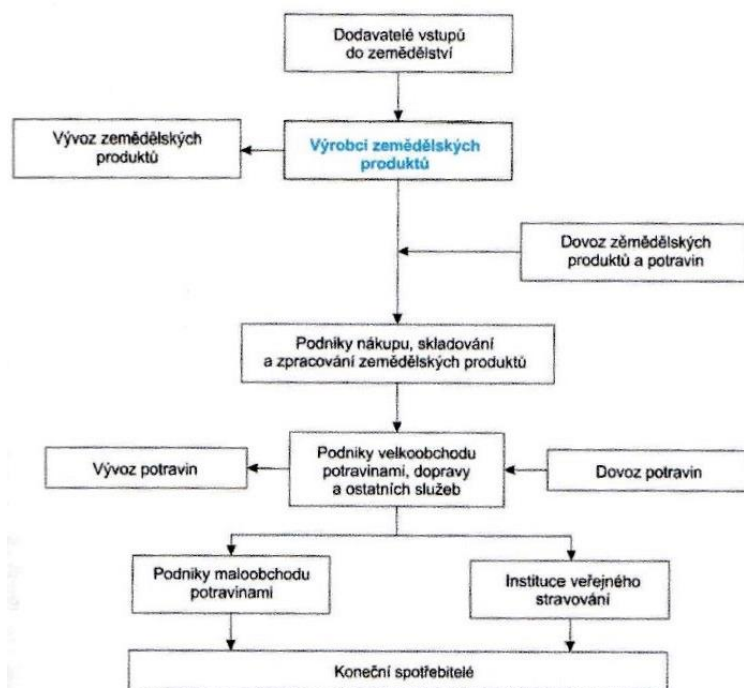 Dodavatelé vstupů
do zemědělství
Vývoz zemědělských
produktů
Výrobci zemědělských
produktů
Dovoz zěmědělských
produktů a potravin
Podniky nákupu, skladování
a zpracování zemědělských produktů
Vývoz potravin
Podniky velkoobchodu
potravinami, dopravy
a ostatních služeb
Dovoz potravin
Podniky maloobchodu
potravinami
Instituce veřejného
stravování
Koneční spotřebitelé